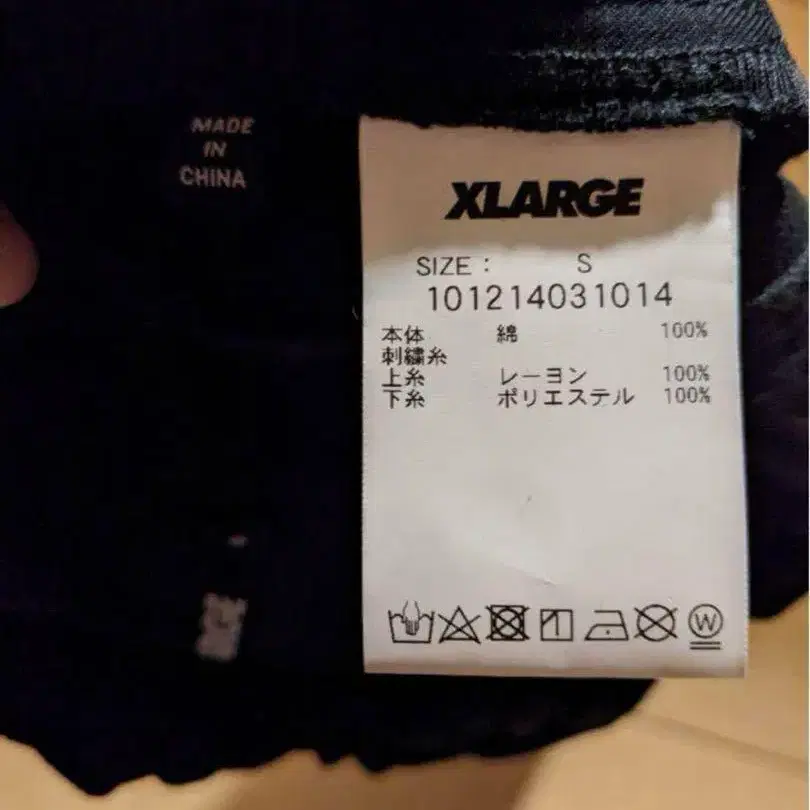 MADE
IN
CHINA
XLARGE
SIZE : S
101214031014
本体 綿 100%
刺繍糸
上糸 レーヨン 100%
下糸 ポリエステル 100%
W